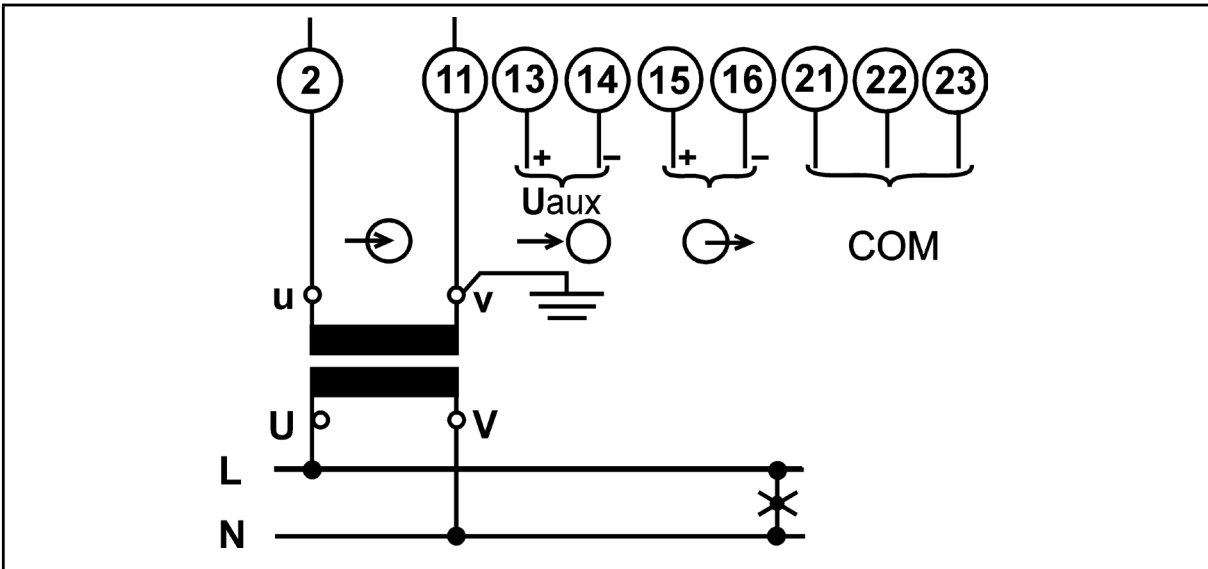 2 11 13 14 15 16 21 22 23
+ − + −
Uaux
COM
u v
U V
L
N